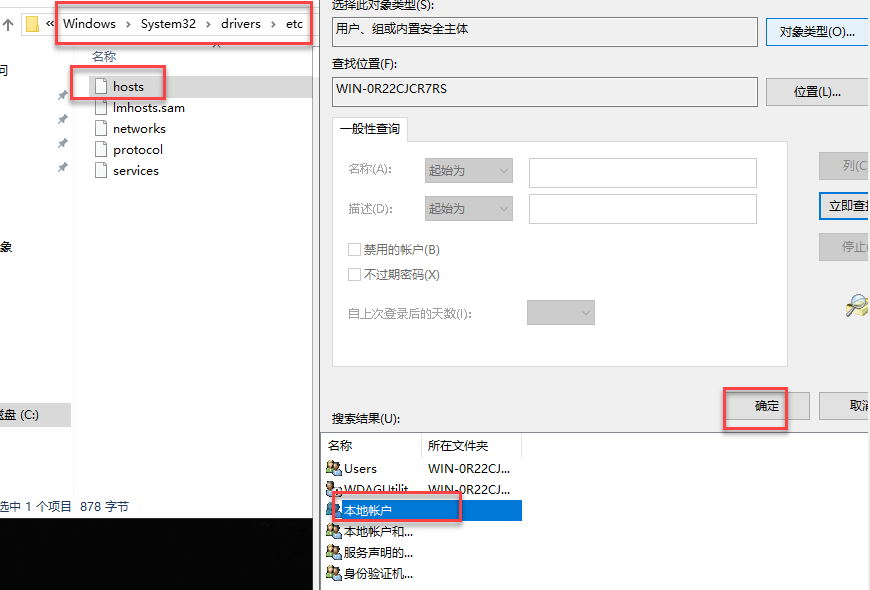 « Windows › System32 › drivers › etc
名称
问
hosts
lmhosts.sam
networks
protocol
services
象
磁盘 (C:)
选中 1 个项目 878 字节
选择此对象类型(S):
用户、组或内置安全主体
对象类型(O)...
查找位置(F):
WIN-0R22CJCR7RS
位置(L)...
一般性查询
名称(A):
起始为
列(C
描述(D):
起始为
立即查找
禁用的帐户(B)
停止(
不过期密码(X)
自上次登录后的天数(I):
确定
取消
搜索结果(U):
名称 所在文件夹
Users WIN-0R22CJ...
WDAGUtilit... WIN-0R22CJ...
本地帐户
本地帐户和...
服务声明的...
身份验证机...